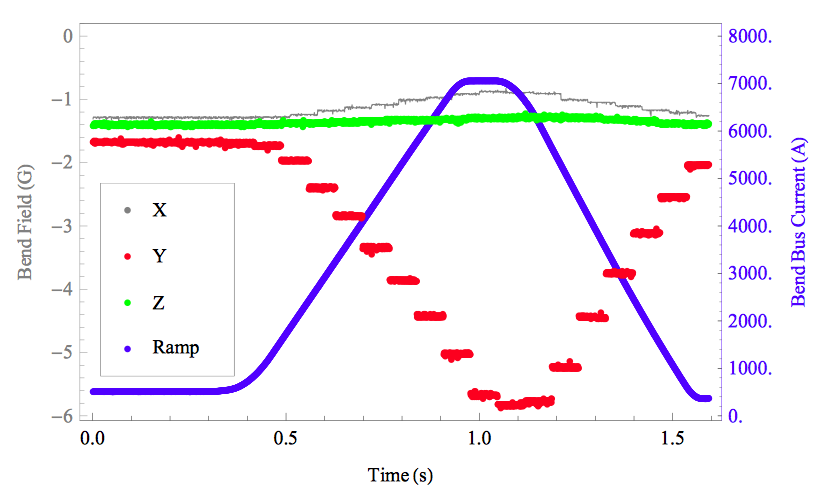 0
−1
−2
−3
−4
−5
−6
Bend Field (G)
X
Y
Z
Ramp
8000.
7000.
6000.
5000.
4000.
3000.
2000.
1000.
0.
Bend Bus Current (A)
0.0 0.5 1.0 1.5
Time (s)